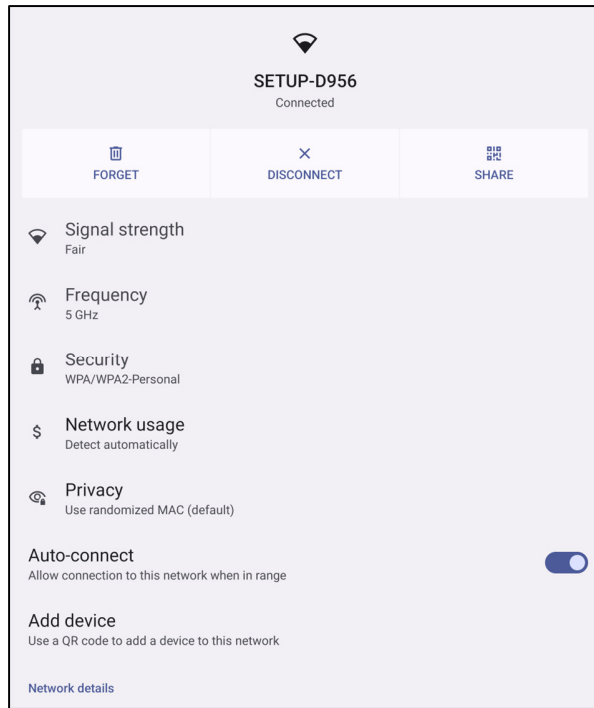 SETUP-D956
Connected
FORGET
DISCONNECT
SHARE
Signal strength
Fair
Frequency
5 GHz
Security
WPA/WPA2-Personal
$
Network usage
Detect automatically
Privacy
Use randomized MAC (default)
Auto-connect
Allow connection to this network when in range
Add device
Use a QR code to add a device to this network
Network details